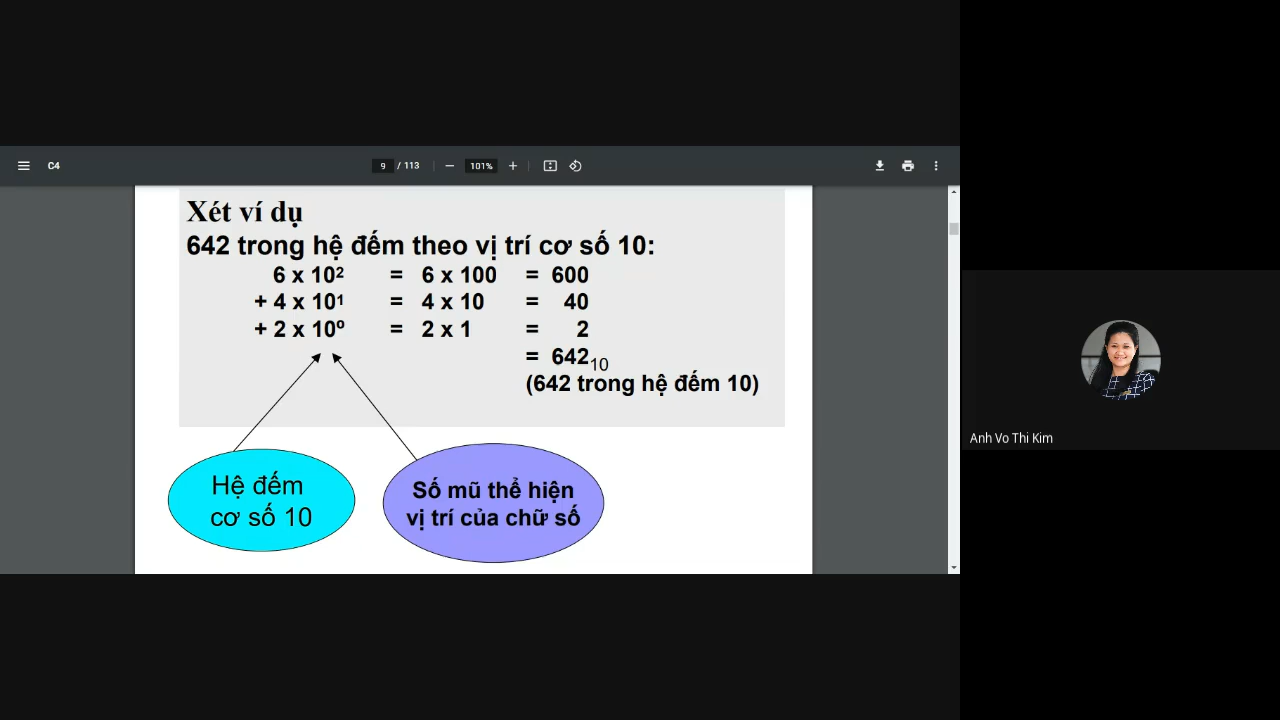 C4
9 / 113
101%
Xét ví dụ
642 trong hệ đếm theo vị trí cơ số 10:
6 x 10² = 6 x 100 = 600
+ 4 x 10¹ = 4 x 10 = 40
+ 2 x 10º = 2 x 1 = 2
= 642₁₀
(642 trong hệ đếm 10)
Hệ đếm
cơ số 10
Số mũ thể hiện
vị trí của chữ số
Anh Vo Thi Kim